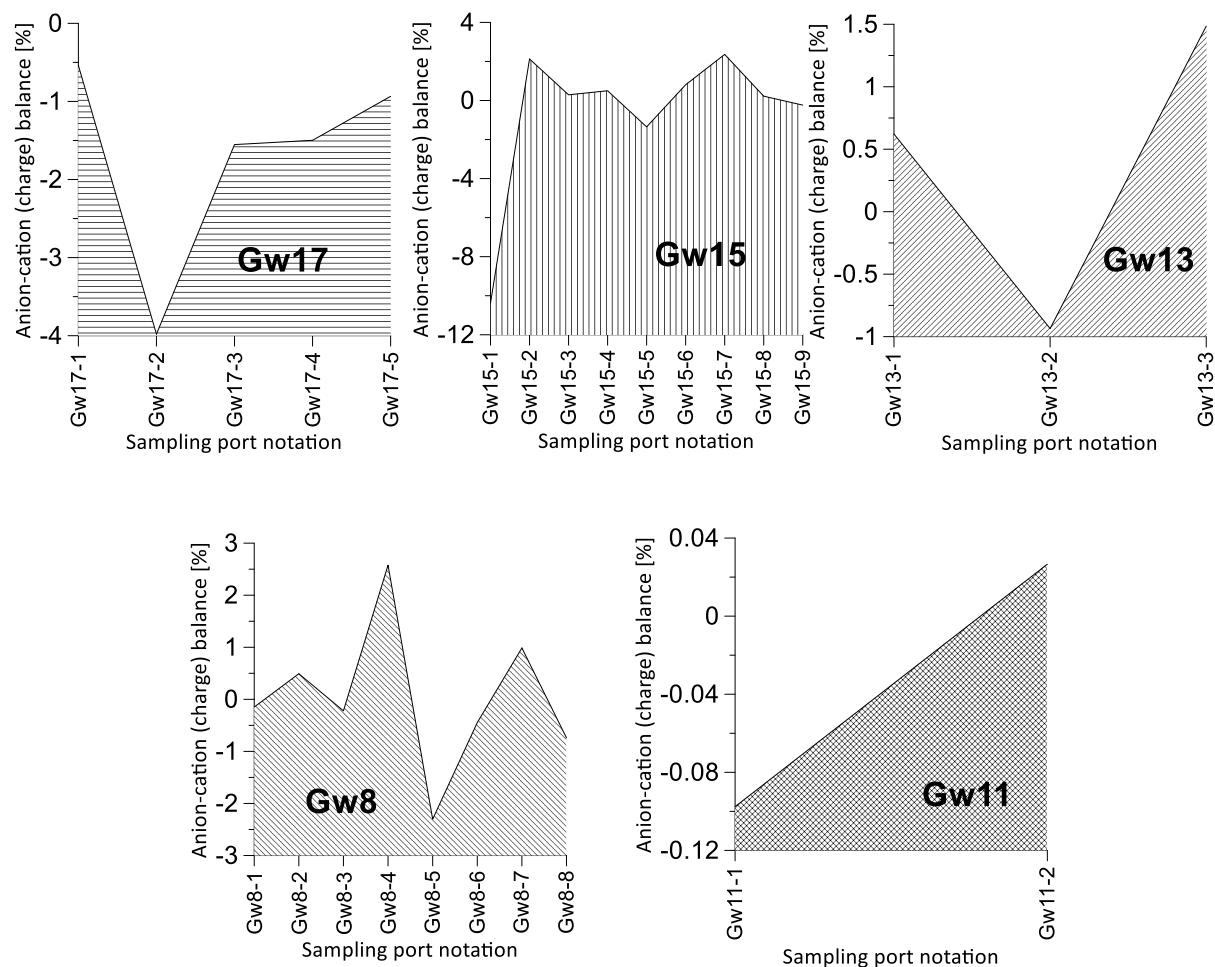 Anion-cation (charge) balance [%]
0
-1
-2
-3
-4
Gw17
Gw17-1
Gw17-2
Gw17-3
Gw17-4
Gw17-5
Sampling port notation
Anion-cation (charge) balance [%]
4
0
-4
-8
-12
Gw15
Gw15-1
Gw15-2
Gw15-3
Gw15-4
Gw15-5
Gw15-6
Gw15-7
Gw15-8
Gw15-9
Sampling port notation
Anion-cation (charge) balance [%]
1.5
1
0.5
0
-0.5
-1
Gw13
Gw13-1
Gw13-2
Gw13-3
Sampling port notation
Anion-cation (charge) balance [%]
3
2
1
0
-1
-2
-3
Gw8
Gw8-1
Gw8-2
Gw8-3
Gw8-4
Gw8-5
Gw8-6
Gw8-7
Gw8-8
Sampling port notation
Anion-cation (charge) balance [%]
0.04
0
-0.04
-0.08
-0.12
Gw11
Gw11-1
Gw11-2
Sampling port notation